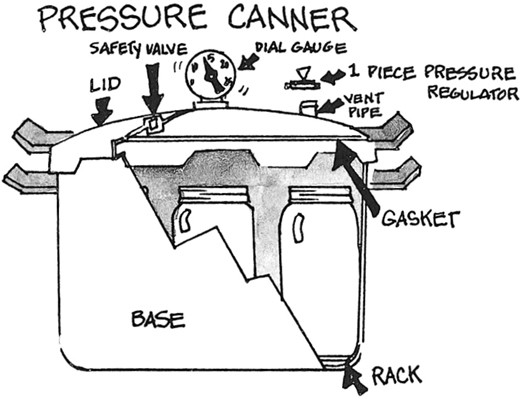 PRESSURE CANNER
SAFETY VALVE
DIAL GAUGE
LID
1 PIECE PRESSURE
REGULATOR
VENT
PIPE
GASKET
BASE
RACK